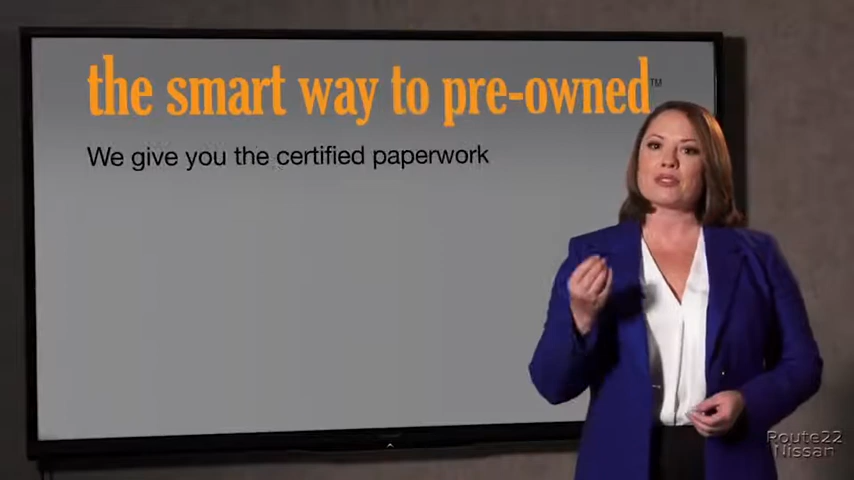 the smart way to pre-owned™
We give you the certified paperwork
Route22
Nissan